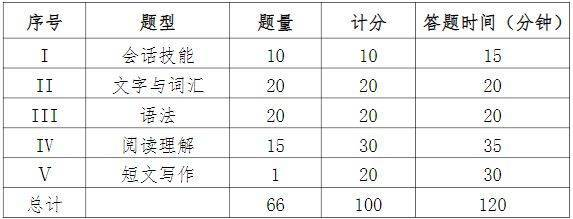 序号 题型 题量 计分 答题时间（分钟）
I 会话技能 10 10 15
II 文字与词汇 20 20 20
III 语法 20 20 20
IV 阅读理解 15 30 35
V 短文写作 1 20 30
总计 66 100 120